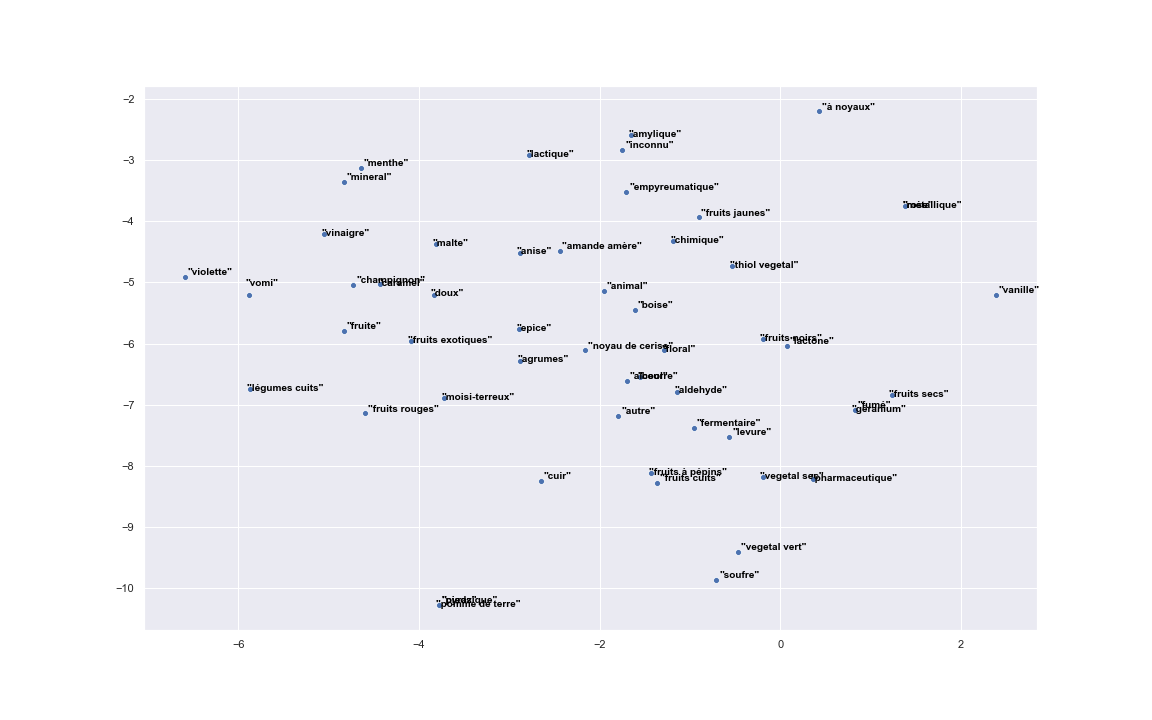 −2
"à noyaux"
"amylique"
"inconnu"
"lactique"
−3
"menthe"
"mineral"
"empyreumatique"
"métallique"
"fruits jaunes"
−4
"vinaigre"
"chimique"
"malte"
"amande amère"
"anise"
"thiol vegetal"
"violette"
−5
"champignon"
"caramel"
"vomi"
"animal"
"vanille"
"doux"
"boise"
"fruite"
"epice"
"fruits noirs"
"fruits exotiques"
"lactone"
−6
"noyau de cerise"
"floral"
"agrumes"
"légumes cuits"
"aldehyde"
"fruits secs"
"moisi-terreux"
−7
"fumé"
"fruits rouges"
"geranium"
"autre"
"fermentaire"
"levure"
−8
"fruits à pépins"
"cuir"
"vegetal sec"
"fruits cuits"
"pharmaceutique"
−9
"vegetal vert"
"soufre"
−10
"pomme de terre"
−6
−4
−2
0
2